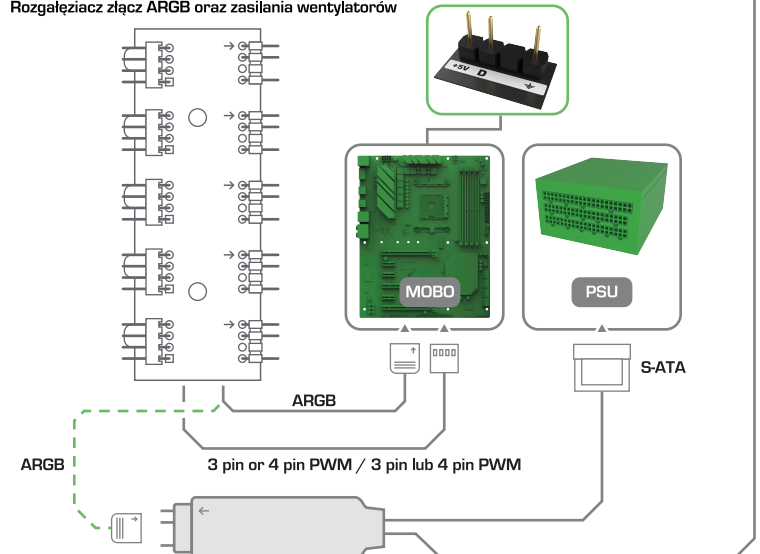 Rozgałęziacz złącz ARGB oraz zasilania wentylatorów
+5V D
MOBO
PSU
S-ATA
ARGB
ARGB
3 pin or 4 pin PWM / 3 pin lub 4 pin PWM